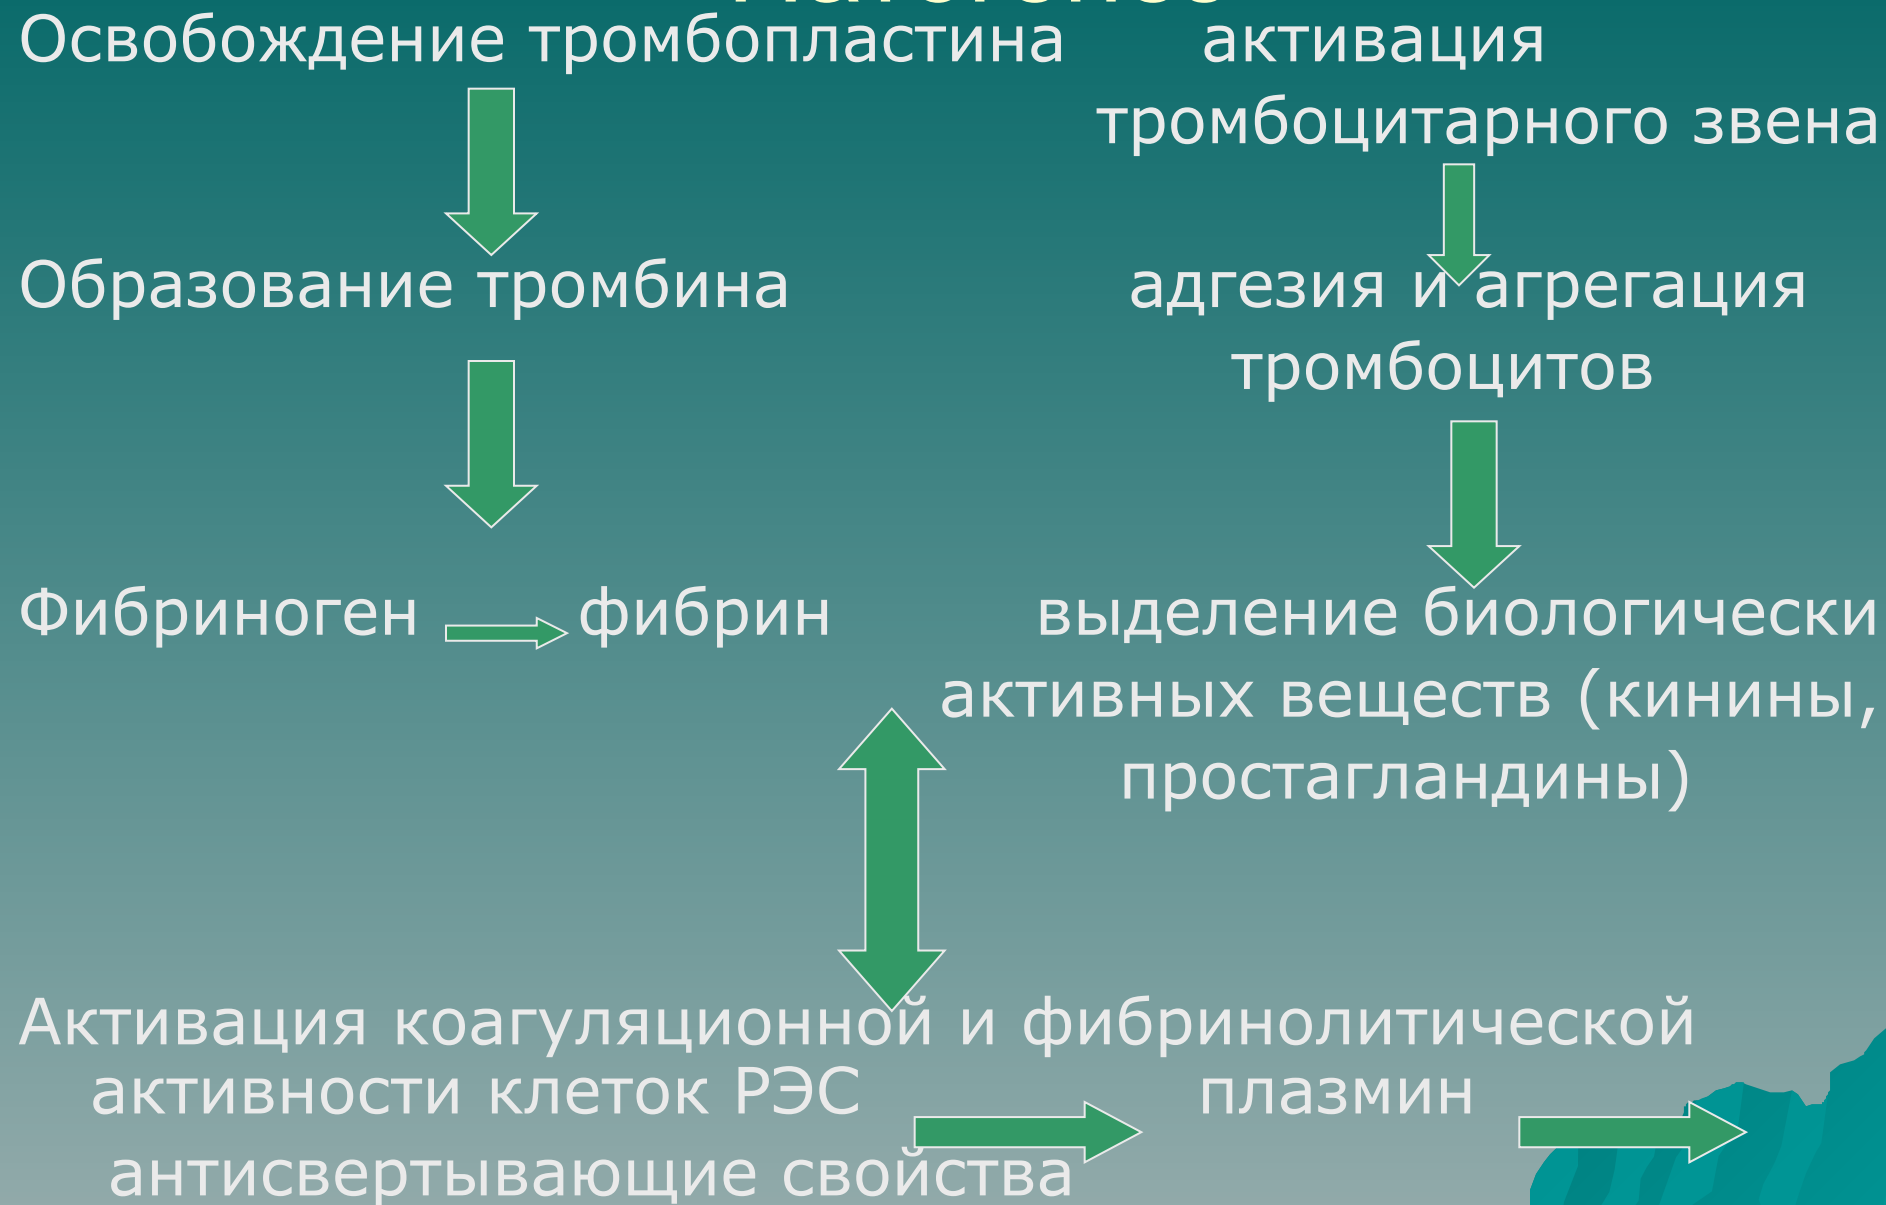 Освобождение тромбопластина активация
тромбоцитарного звена
Образование тромбина адгезия и агрегация
тромбоцитов
Фибриноген фибрин выделение биологически
активных веществ (кинины,
простагландины)
Активация коагуляционной и фибринолитической
активности клеток РЭС плазмин
антисвертывающие свойства